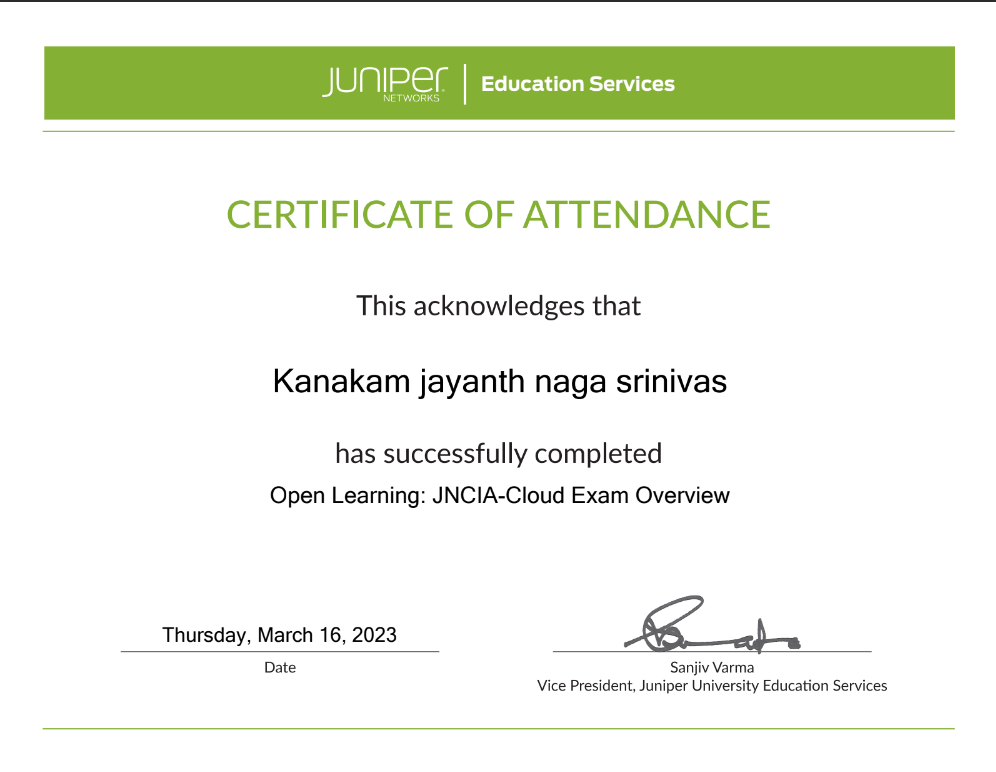 JUNIPER NETWORKS | Education Services
CERTIFICATE OF ATTENDANCE
This acknowledges that
Kanakam jayanth naga srinivas
has successfully completed
Open Learning: JNCIA-Cloud Exam Overview
Thursday, March 16, 2023
Date
Sanjiv Varma
Vice President, Juniper University Education Services